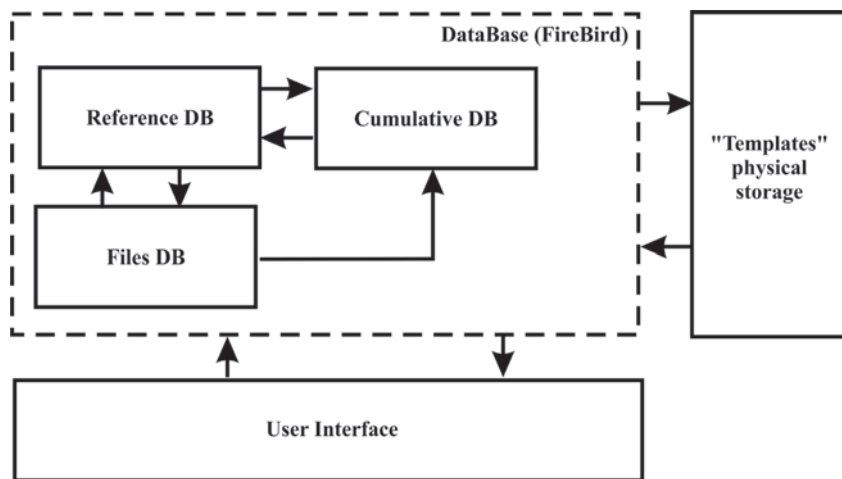 DataBase (FireBird)
Reference DB
Cumulative DB
"Templates"
physical
storage
Files DB
User Interface